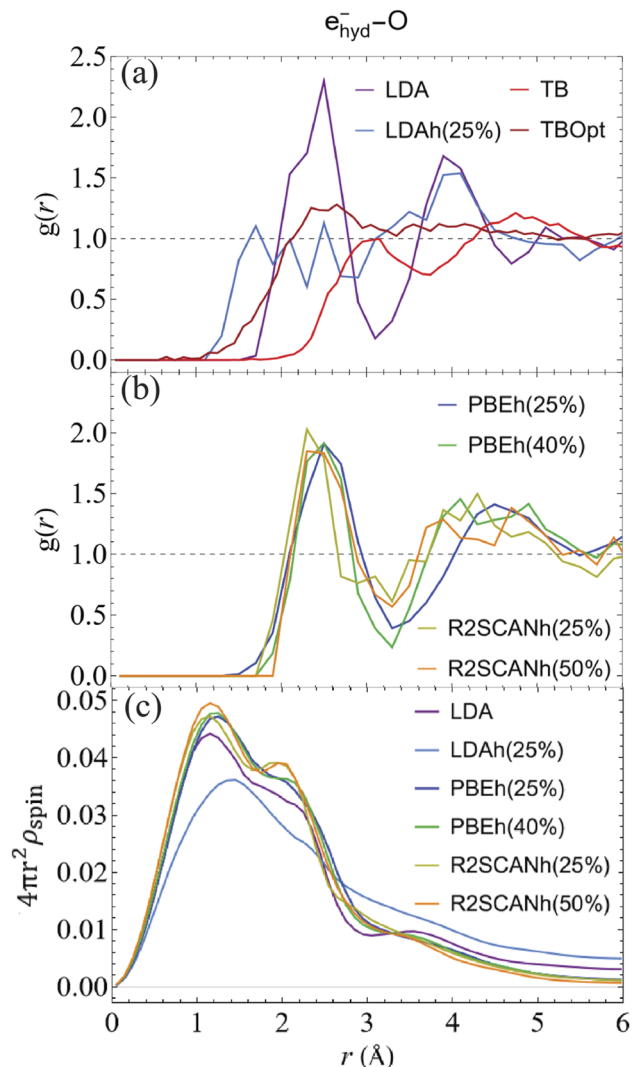 e⁻hyd–O
(a)
LDA
TB
LDAh(25%)
TBOpt
g(r)
2.5
2.0
1.5
1.0
0.5
0.0
(b)
PBEh(25%)
PBEh(40%)
g(r)
2.0
1.5
1.0
0.5
0.0
R2SCANh(25%)
R2SCANh(50%)
(c)
LDA
LDAh(25%)
PBEh(25%)
PBEh(40%)
R2SCANh(25%)
R2SCANh(50%)
4πr²ρspin
0.05
0.04
0.03
0.02
0.01
0.00
0 1 2 3 4 5 6
r (Å)